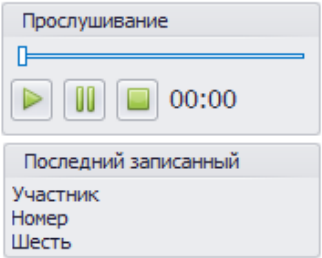 Прослушивание
00:00
Последний записанный
Участник
Номер
Шесть